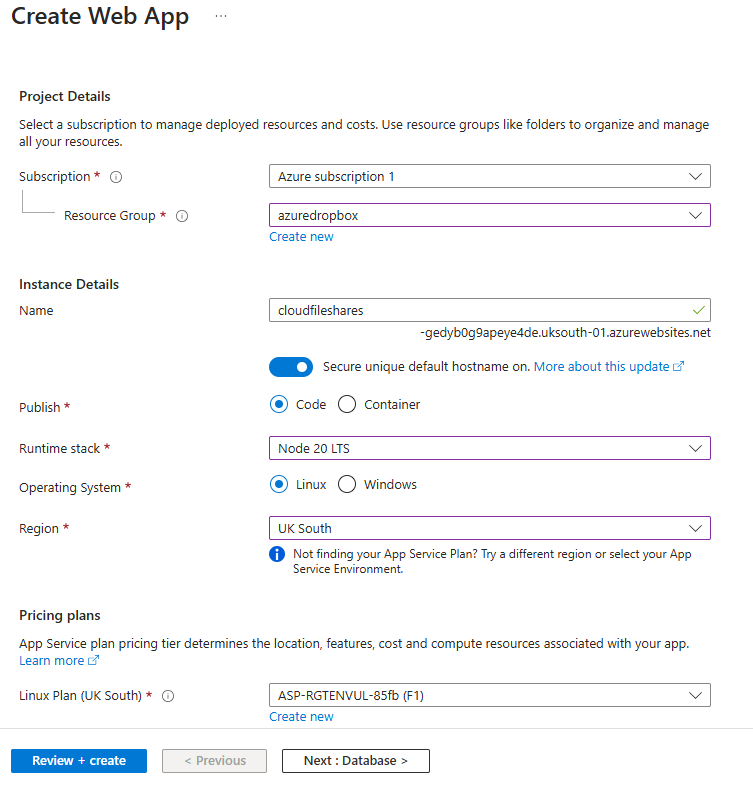 Create Web App ...
Project Details
Select a subscription to manage deployed resources and costs. Use resource groups like folders to organize and manage
all your resources.
Subscription *
Azure subscription 1
Resource Group *
azuredropbox
Create new
Instance Details
Name
cloudfileshares
-gedyb0g9apeye4de.uksouth-01.azurewebsites.net
Secure unique default hostname on. More about this update
Publish *
Code
Container
Runtime stack *
Node 20 LTS
Operating System *
Linux
Windows
Region *
UK South
Not finding your App Service Plan? Try a different region or select your App
Service Environment.
Pricing plans
App Service plan pricing tier determines the location, features, cost and compute resources associated with your app.
Learn more
Linux Plan (UK South) *
ASP-RGTENVUL-85fb (F1)
Create new
Review + create
< Previous
Next : Database >